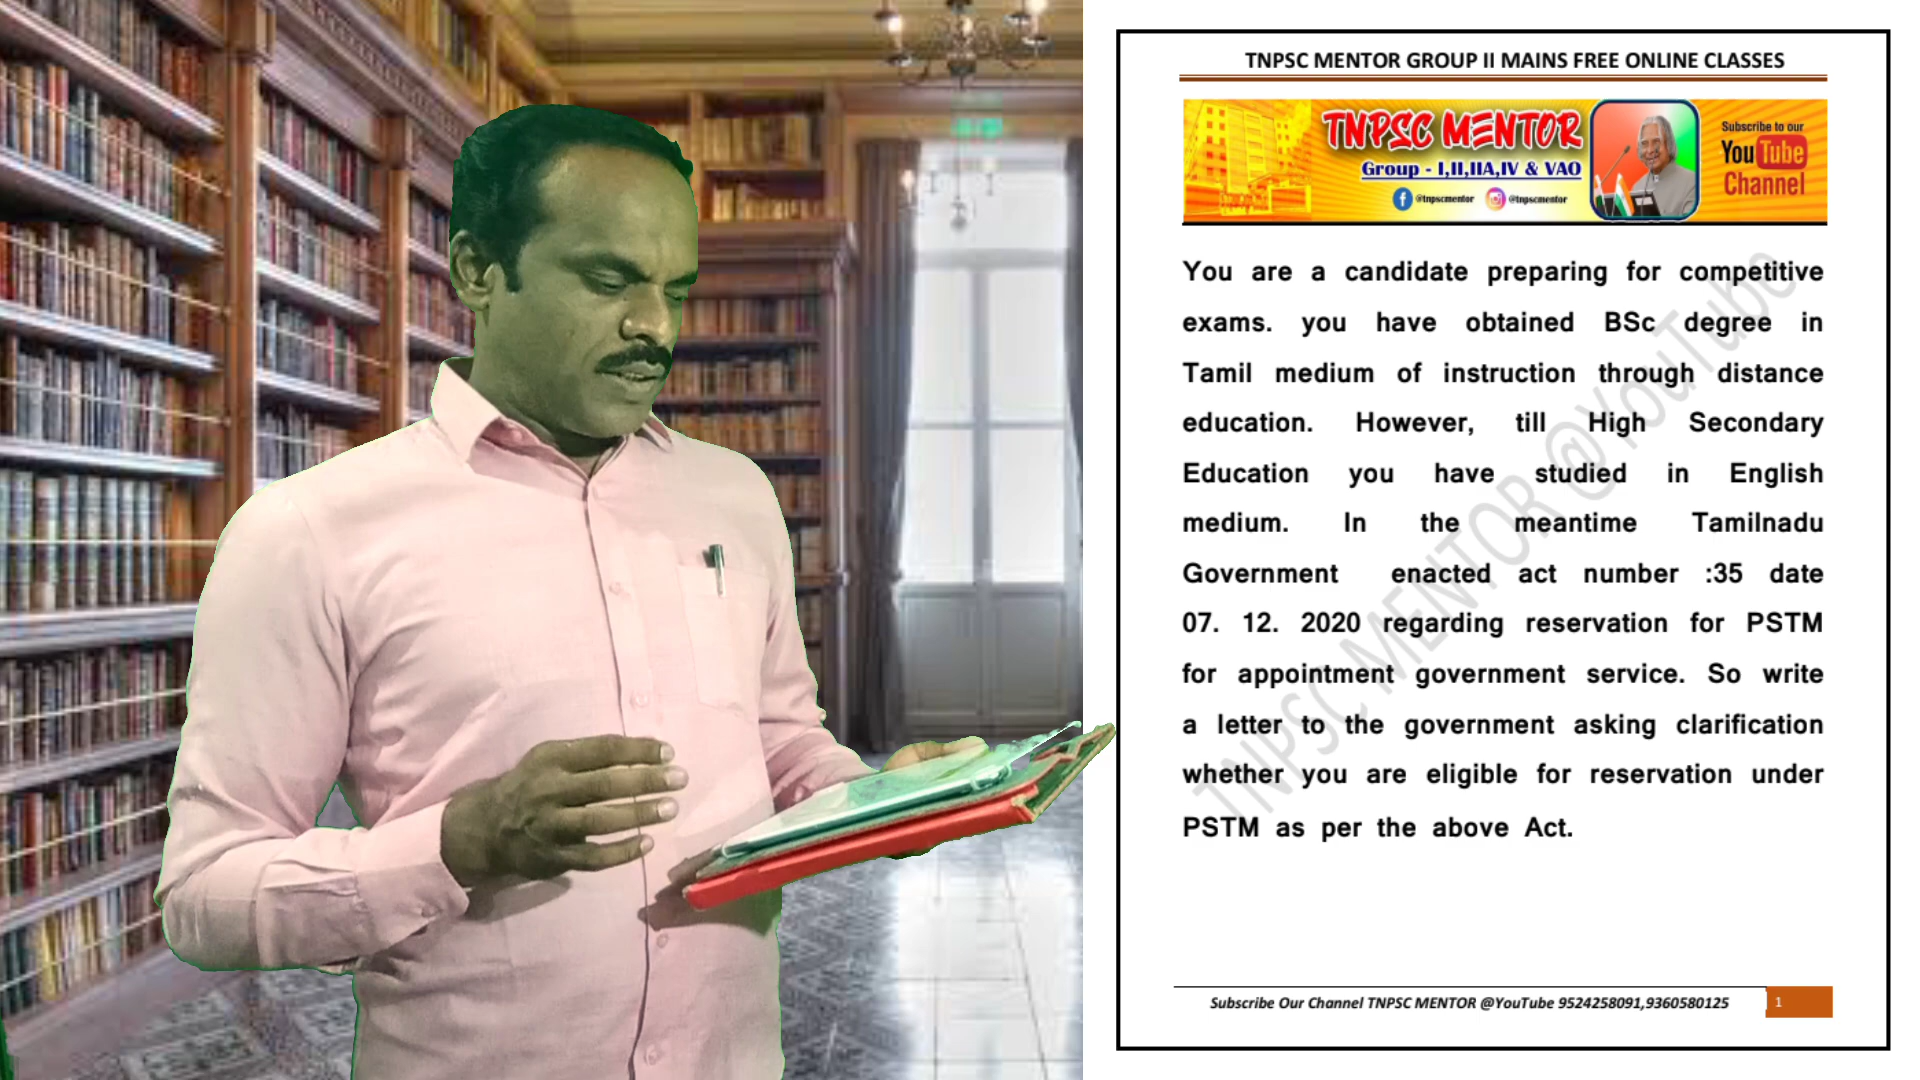 TNPSC MENTOR GROUP II MAINS FREE ONLINE CLASSES
TNPSC MENTOR
Group - I,II,IIA,IV & VAO
@tnpscmentor @tnpscmentor
Subscribe to our
YouTube
Channel
You are a candidate preparing for competitive
exams. you have obtained BSc degree in
Tamil medium of instruction through distance
education. However, till High Secondary
Education you have studied in English
medium. In the meantime Tamilnadu
Government enacted act number :35 date
07. 12. 2020 regarding reservation for PSTM
for appointment government service. So write
a letter to the government asking clarification
whether you are eligible for reservation under
PSTM as per the above Act.
TNPSC MENTOR @YouTube
Subscribe Our Channel TNPSC MENTOR @YouTube 9524258091,9360580125
1